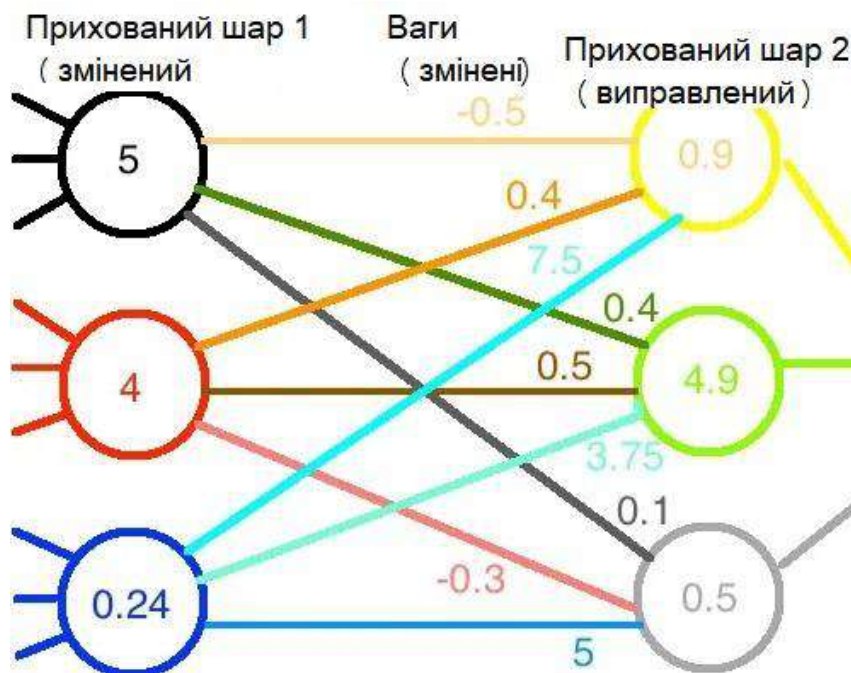 Прихований шар 1
( змінений
Ваги
( змінені)
Прихований шар 2
( виправлений )
-0.5
5
0.9
0.4
7.5
0.4
0.5
4
4.9
3.75
0.1
-0.3
0.24
0.5
5